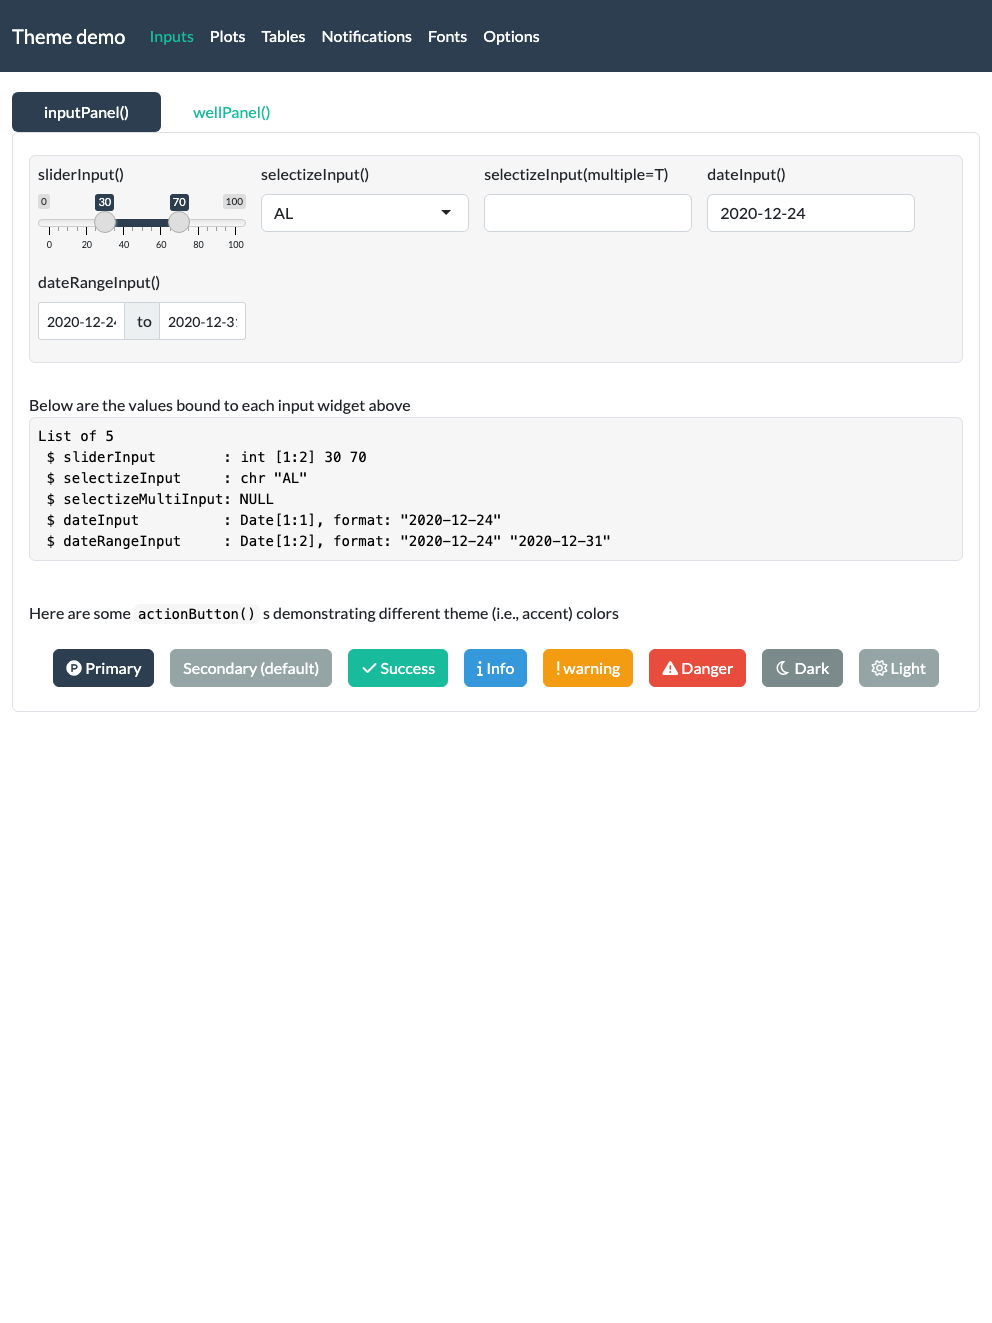 Theme demo Inputs Plots Tables Notifications Fonts Options
inputPanel() wellPanel()
sliderInput() selectizeInput() selectizeInput(multiple=T) dateInput()
0 30 70 100
AL 2020-12-24
0 20 40 60 80 100
dateRangeInput()
2020-12-24 to 2020-12-31
Below are the values bound to each input widget above
List of 5
 $ sliderInput        : int [1:2] 30 70
 $ selectizeInput     : chr "AL"
 $ selectizeMultiInput: NULL
 $ dateInput          : Date[1:1], format: "2020-12-24"
 $ dateRangeInput     : Date[1:2], format: "2020-12-24" "2020-12-31"
Here are some actionButton() s demonstrating different theme (i.e., accent) colors
Primary Secondary (default) Success Info warning Danger Dark Light